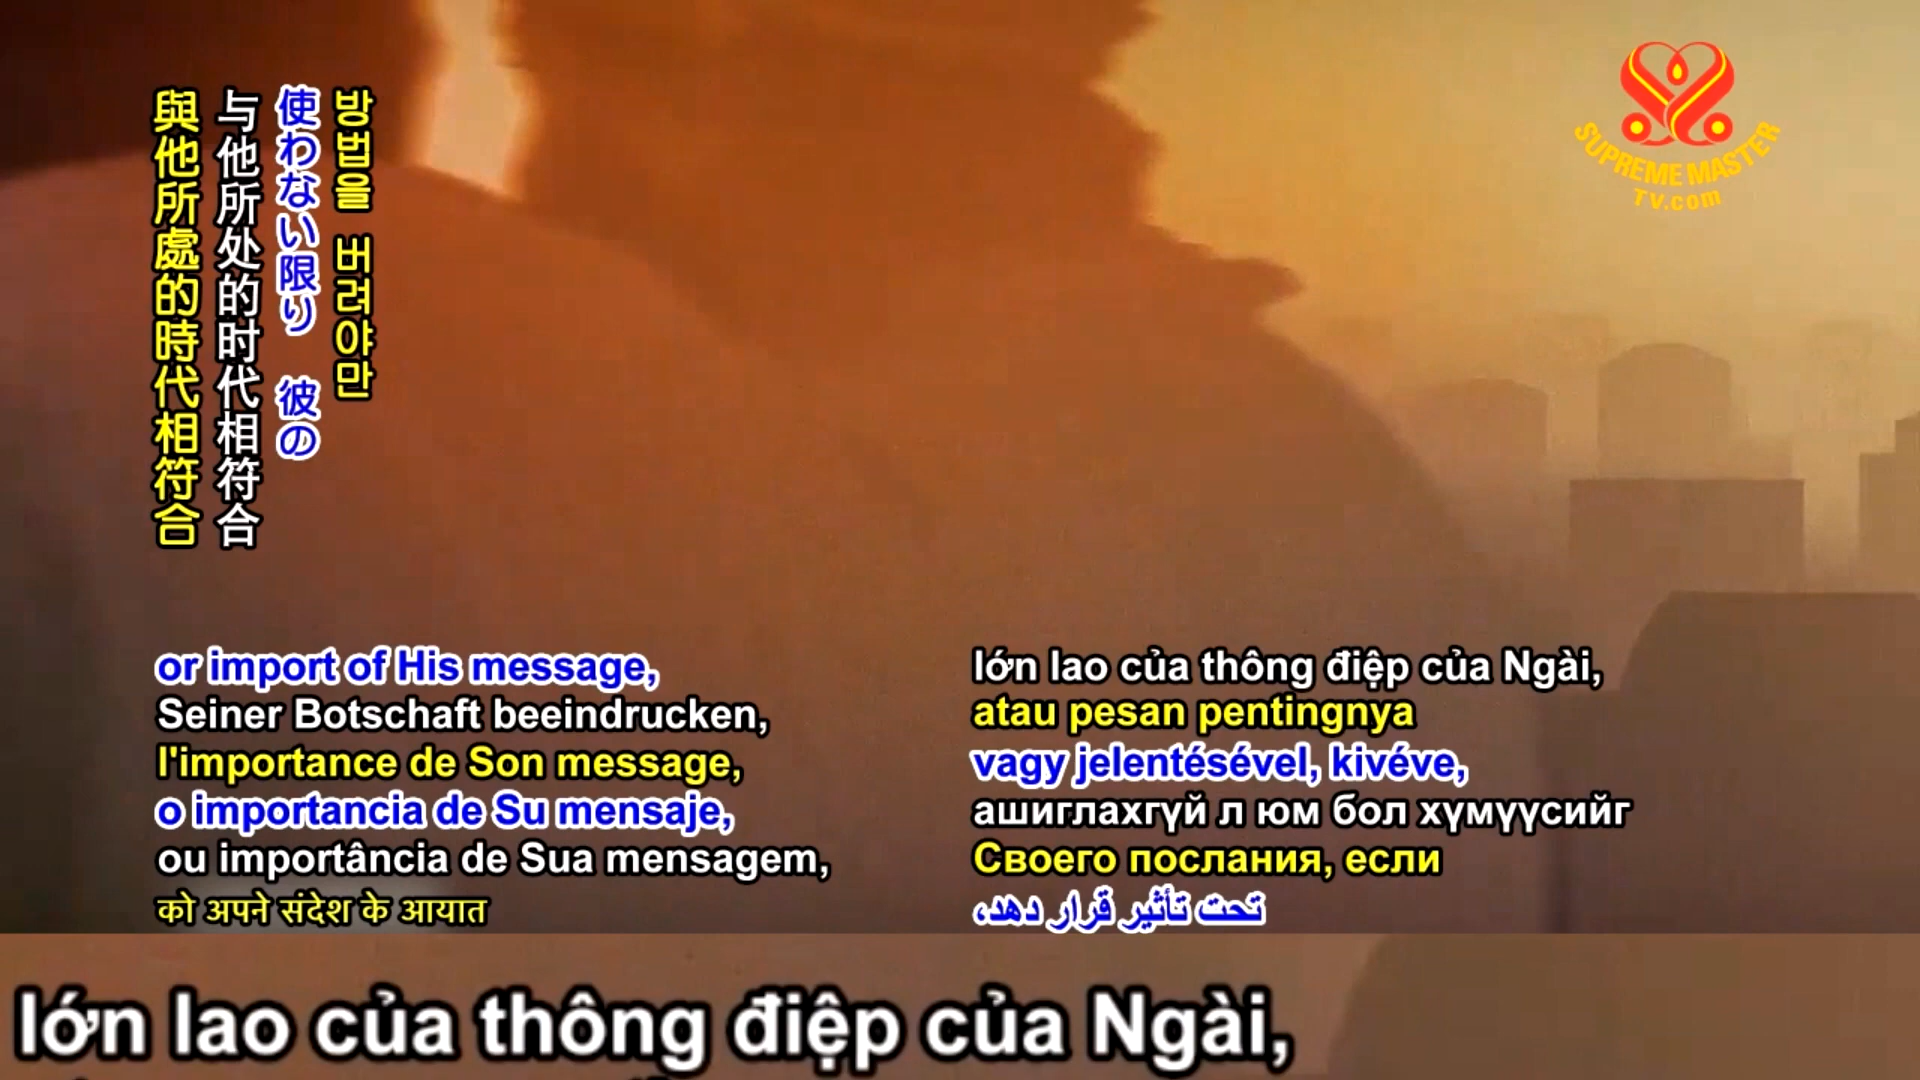 방법을 버려야만
使わない限り 彼の
与他所处的时代相符合
與他所處的時代相符合
SUPREME MASTER
TV.com
or import of His message,
Seiner Botschaft beeindrucken,
l'importance de Son message,
o importancia de Su mensaje,
ou importância de Sua mensagem,
को अपने संदेश के आयात
lớn lao của thông điệp của Ngài,
atau pesan pentingnya
vagy jelentésével, kivéve,
ашиглахгүй л юм бол хүмүүсийг
Своего послания, если
تحت تأثیر قرار دهد،
lớn lao của thông điệp của Ngài,